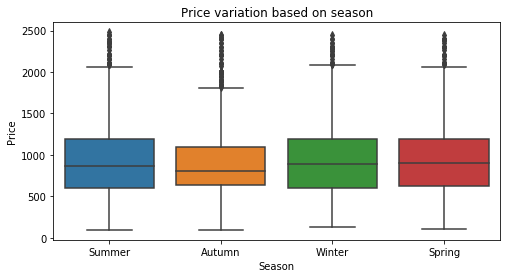 Price variation based on season
2500
2000
1500
1000
500
0
Price
Summer Autumn Winter Spring
Season